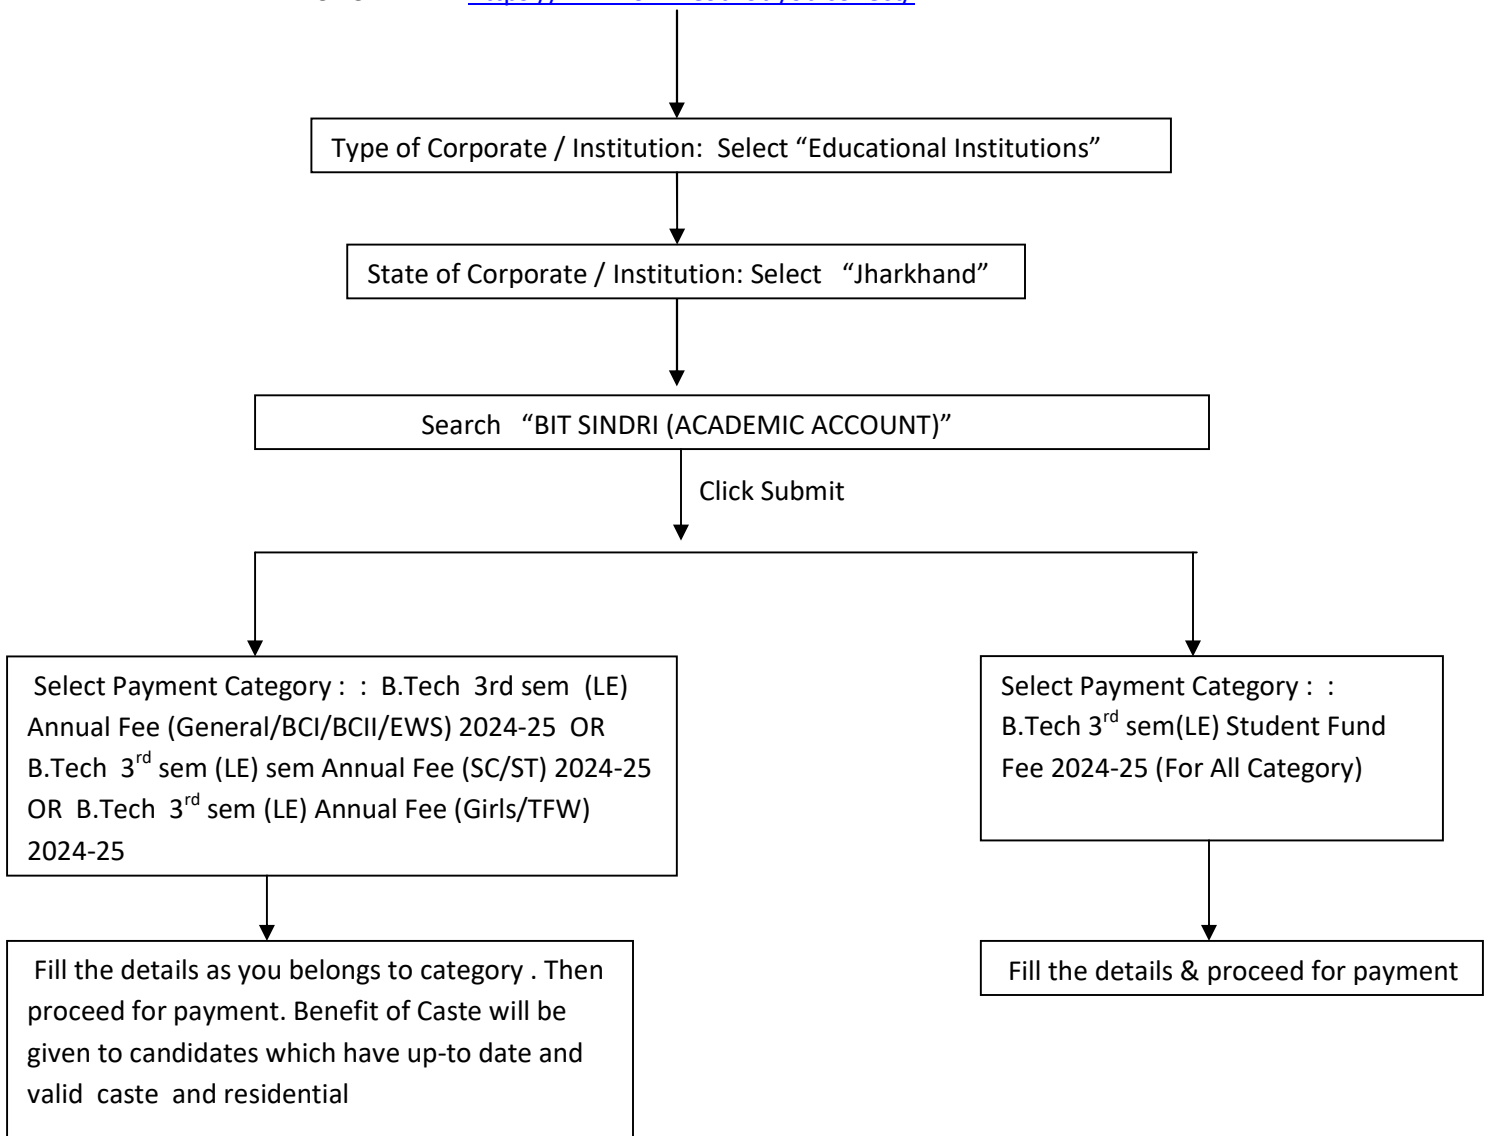 Type of Corporate / Institution:  Select “Educational Institutions”
State of Corporate / Institution: Select   “Jharkhand”
Search   “BIT SINDRI (ACADEMIC ACCOUNT)”
Click Submit
Select Payment Category :  :  B.Tech  3rd sem  (LE)
Annual Fee (General/BCI/BCII/EWS) 2024-25  OR
B.Tech  3rd sem (LE) sem Annual Fee (SC/ST) 2024-25
OR  B.Tech  3rd sem (LE) Annual Fee (Girls/TFW)
2024-25
Select Payment Category :  :
B.Tech 3rd sem(LE) Student Fund
Fee 2024-25 (For All Category)
Fill the details as you belongs to category . Then
proceed for payment. Benefit of Caste will be
given to candidates which have up-to date and
valid  caste  and residential
Fill the details & proceed for payment